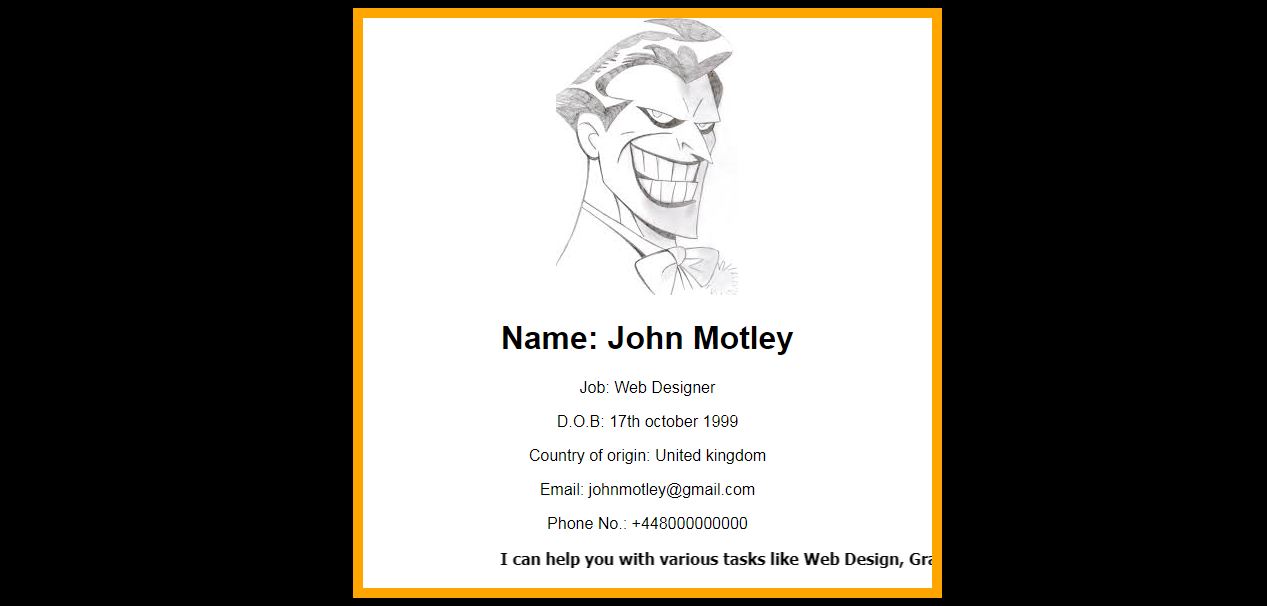 Name: John Motley
Job: Web Designer
D.O.B: 17th october 1999
Country of origin: United kingdom
Email: johnmotley@gmail.com
Phone No.: +448000000000
I can help you with various tasks like Web Design,